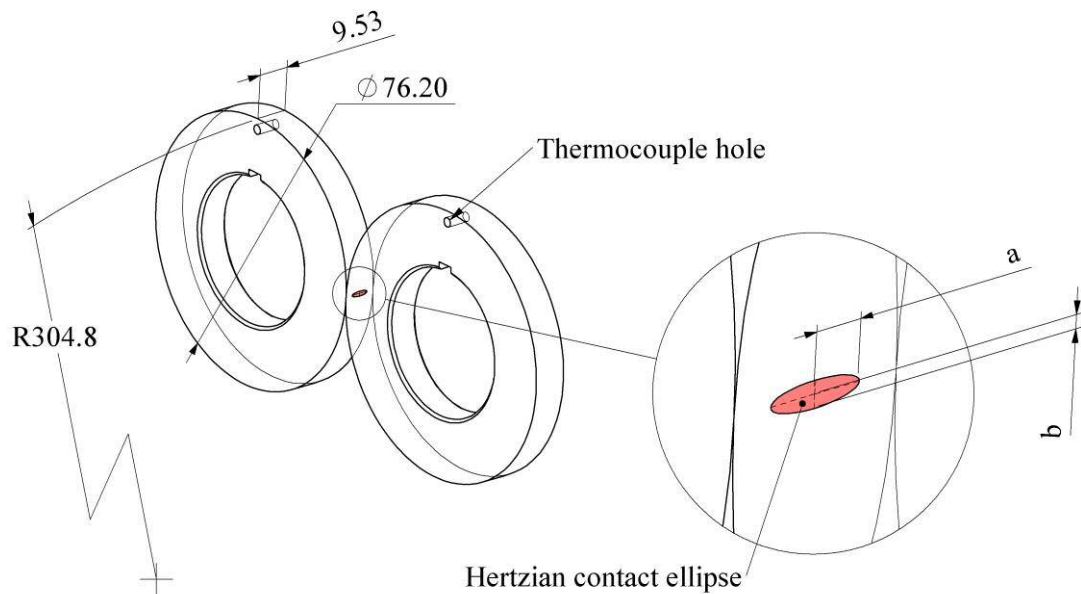 9.53
∅ 76.20
Thermocouple hole
a
R304.8
b
Hertzian contact ellipse